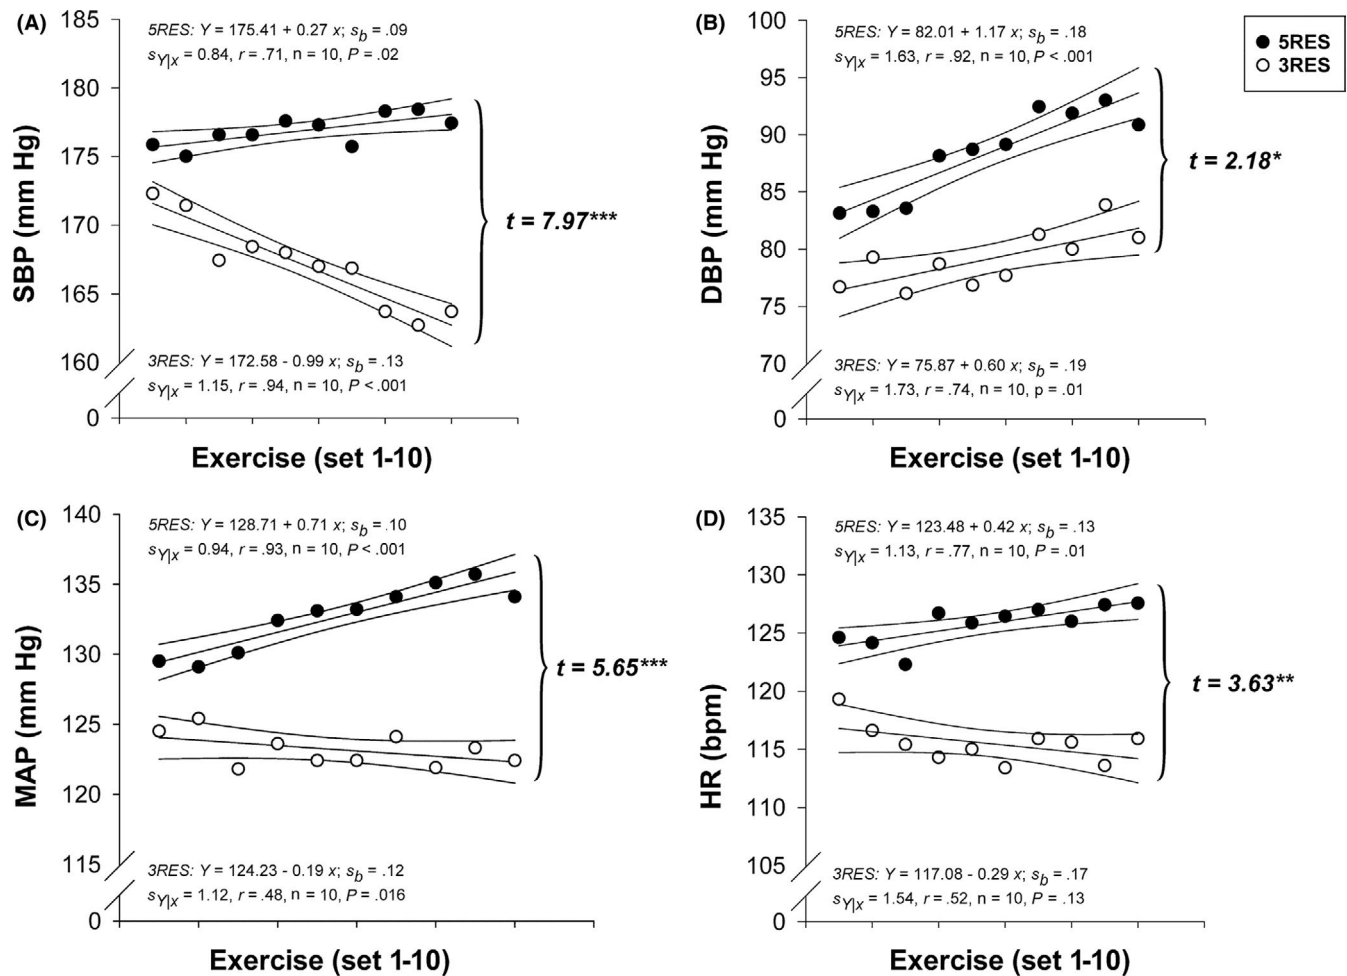 (A)
185
5RES: Y = 175.41 + 0.27 x; sb = .09
sY|x = 0.84, r = .71, n = 10, P = .02
180
175
170
165
160
0
SBP (mm Hg)
t = 7.97***
3RES: Y = 172.58 - 0.99 x; sb = .13
sY|x = 1.15, r = .94, n = 10, P < .001
Exercise (set 1-10)
(B)
100
5RES: Y = 82.01 + 1.17 x; sb = .18
sY|x = 1.63, r = .92, n = 10, P < .001
95
90
85
80
75
70
0
DBP (mm Hg)
t = 2.18*
3RES: Y = 75.87 + 0.60 x; sb = .19
sY|x = 1.73, r = .74, n = 10, p = .01
Exercise (set 1-10)
5RES
3RES
(C)
140
5RES: Y = 128.71 + 0.71 x; sb = .10
sY|x = 0.94, r = .93, n = 10, P < .001
135
130
125
120
115
0
MAP (mm Hg)
t = 5.65***
3RES: Y = 124.23 - 0.19 x; sb = .12
sY|x = 1.12, r = .48, n = 10, P = .016
Exercise (set 1-10)
(D)
135
5RES: Y = 123.48 + 0.42 x; sb = .13
sY|x = 1.13, r = .77, n = 10, P = .01
130
125
120
115
110
105
0
HR (bpm)
t = 3.63**
3RES: Y = 117.08 - 0.29 x; sb = .17
sY|x = 1.54, r = .52, n = 10, P = .13
Exercise (set 1-10)